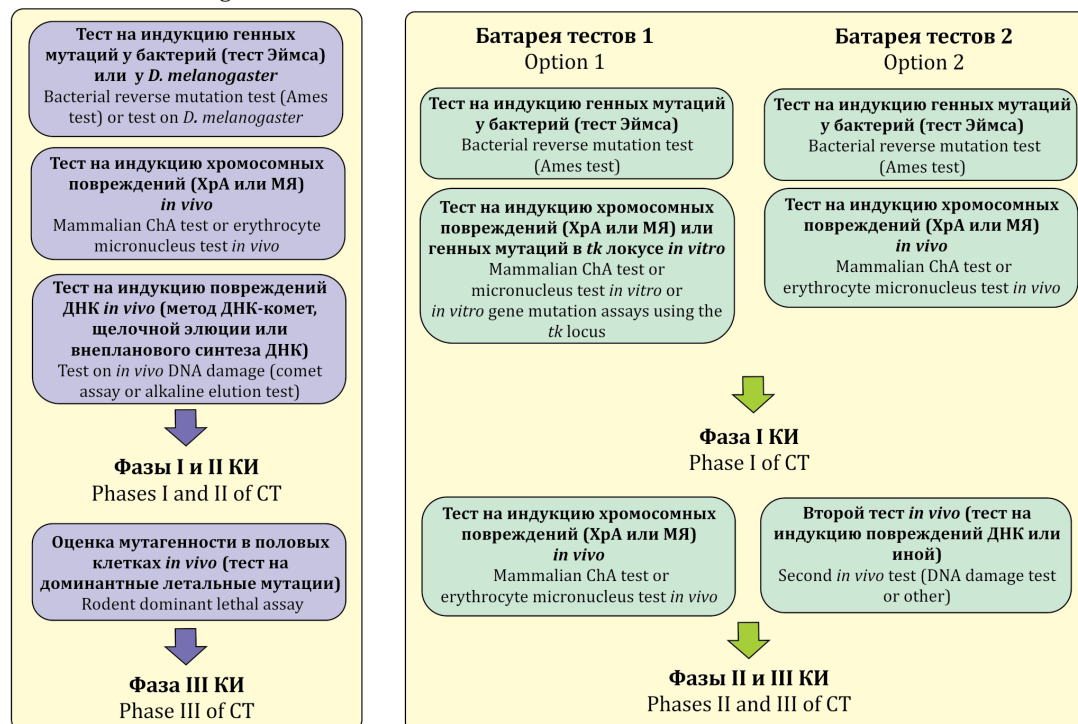 Тест на индукцию генных
мутаций у бактерий (тест Эймса)
или у D. melanogaster
Bacterial reverse mutation test (Ames
test) or test on D. melanogaster
Тест на индукцию хромосомных
повреждений (ХрА или МЯ)
in vivo
Mammalian ChA test or erythrocyte
micronucleus test in vivo
Тест на индукцию повреждений
ДНК in vivo (метод ДНК-комет,
щелочной элюции или
внепланового синтеза ДНК)
Test on in vivo DNA damage (comet
assay or alkaline elution test)
Фазы I и II КИ
Phases I and II of CT
Оценка мутагенности в половых
клетках in vivo (тест на
доминантные летальные мутации)
Rodent dominant lethal assay
Фаза III КИ
Phase III of CT
Батарея тестов 1
Option 1
Тест на индукцию генных мутаций
у бактерий (тест Эймса)
Bacterial reverse mutation test
(Ames test)
Тест на индукцию хромосомных
повреждений (ХрА или МЯ) или
генных мутаций в tk локусе in vitro
Mammalian ChA test or
micronucleus test in vitro or
in vitro gene mutation assays using the
tk locus
Батарея тестов 2
Option 2
Тест на индукцию генных мутаций
у бактерий (тест Эймса)
Bacterial reverse mutation test
(Ames test)
Тест на индукцию хромосомных
повреждений (ХрА или МЯ)
in vivo
Mammalian ChA test or
erythrocyte micronucleus test in vivo
Фаза I КИ
Phase I of CT
Тест на индукцию хромосомных
повреждений (ХрА или МЯ)
in vivo
Mammalian ChA test or
erythrocyte micronucleus test in vivo
Второй тест in vivo (тест на
индукцию повреждений ДНК или
иной)
Second in vivo test (DNA damage test
or other)
Фазы II и III КИ
Phases II and III of CT